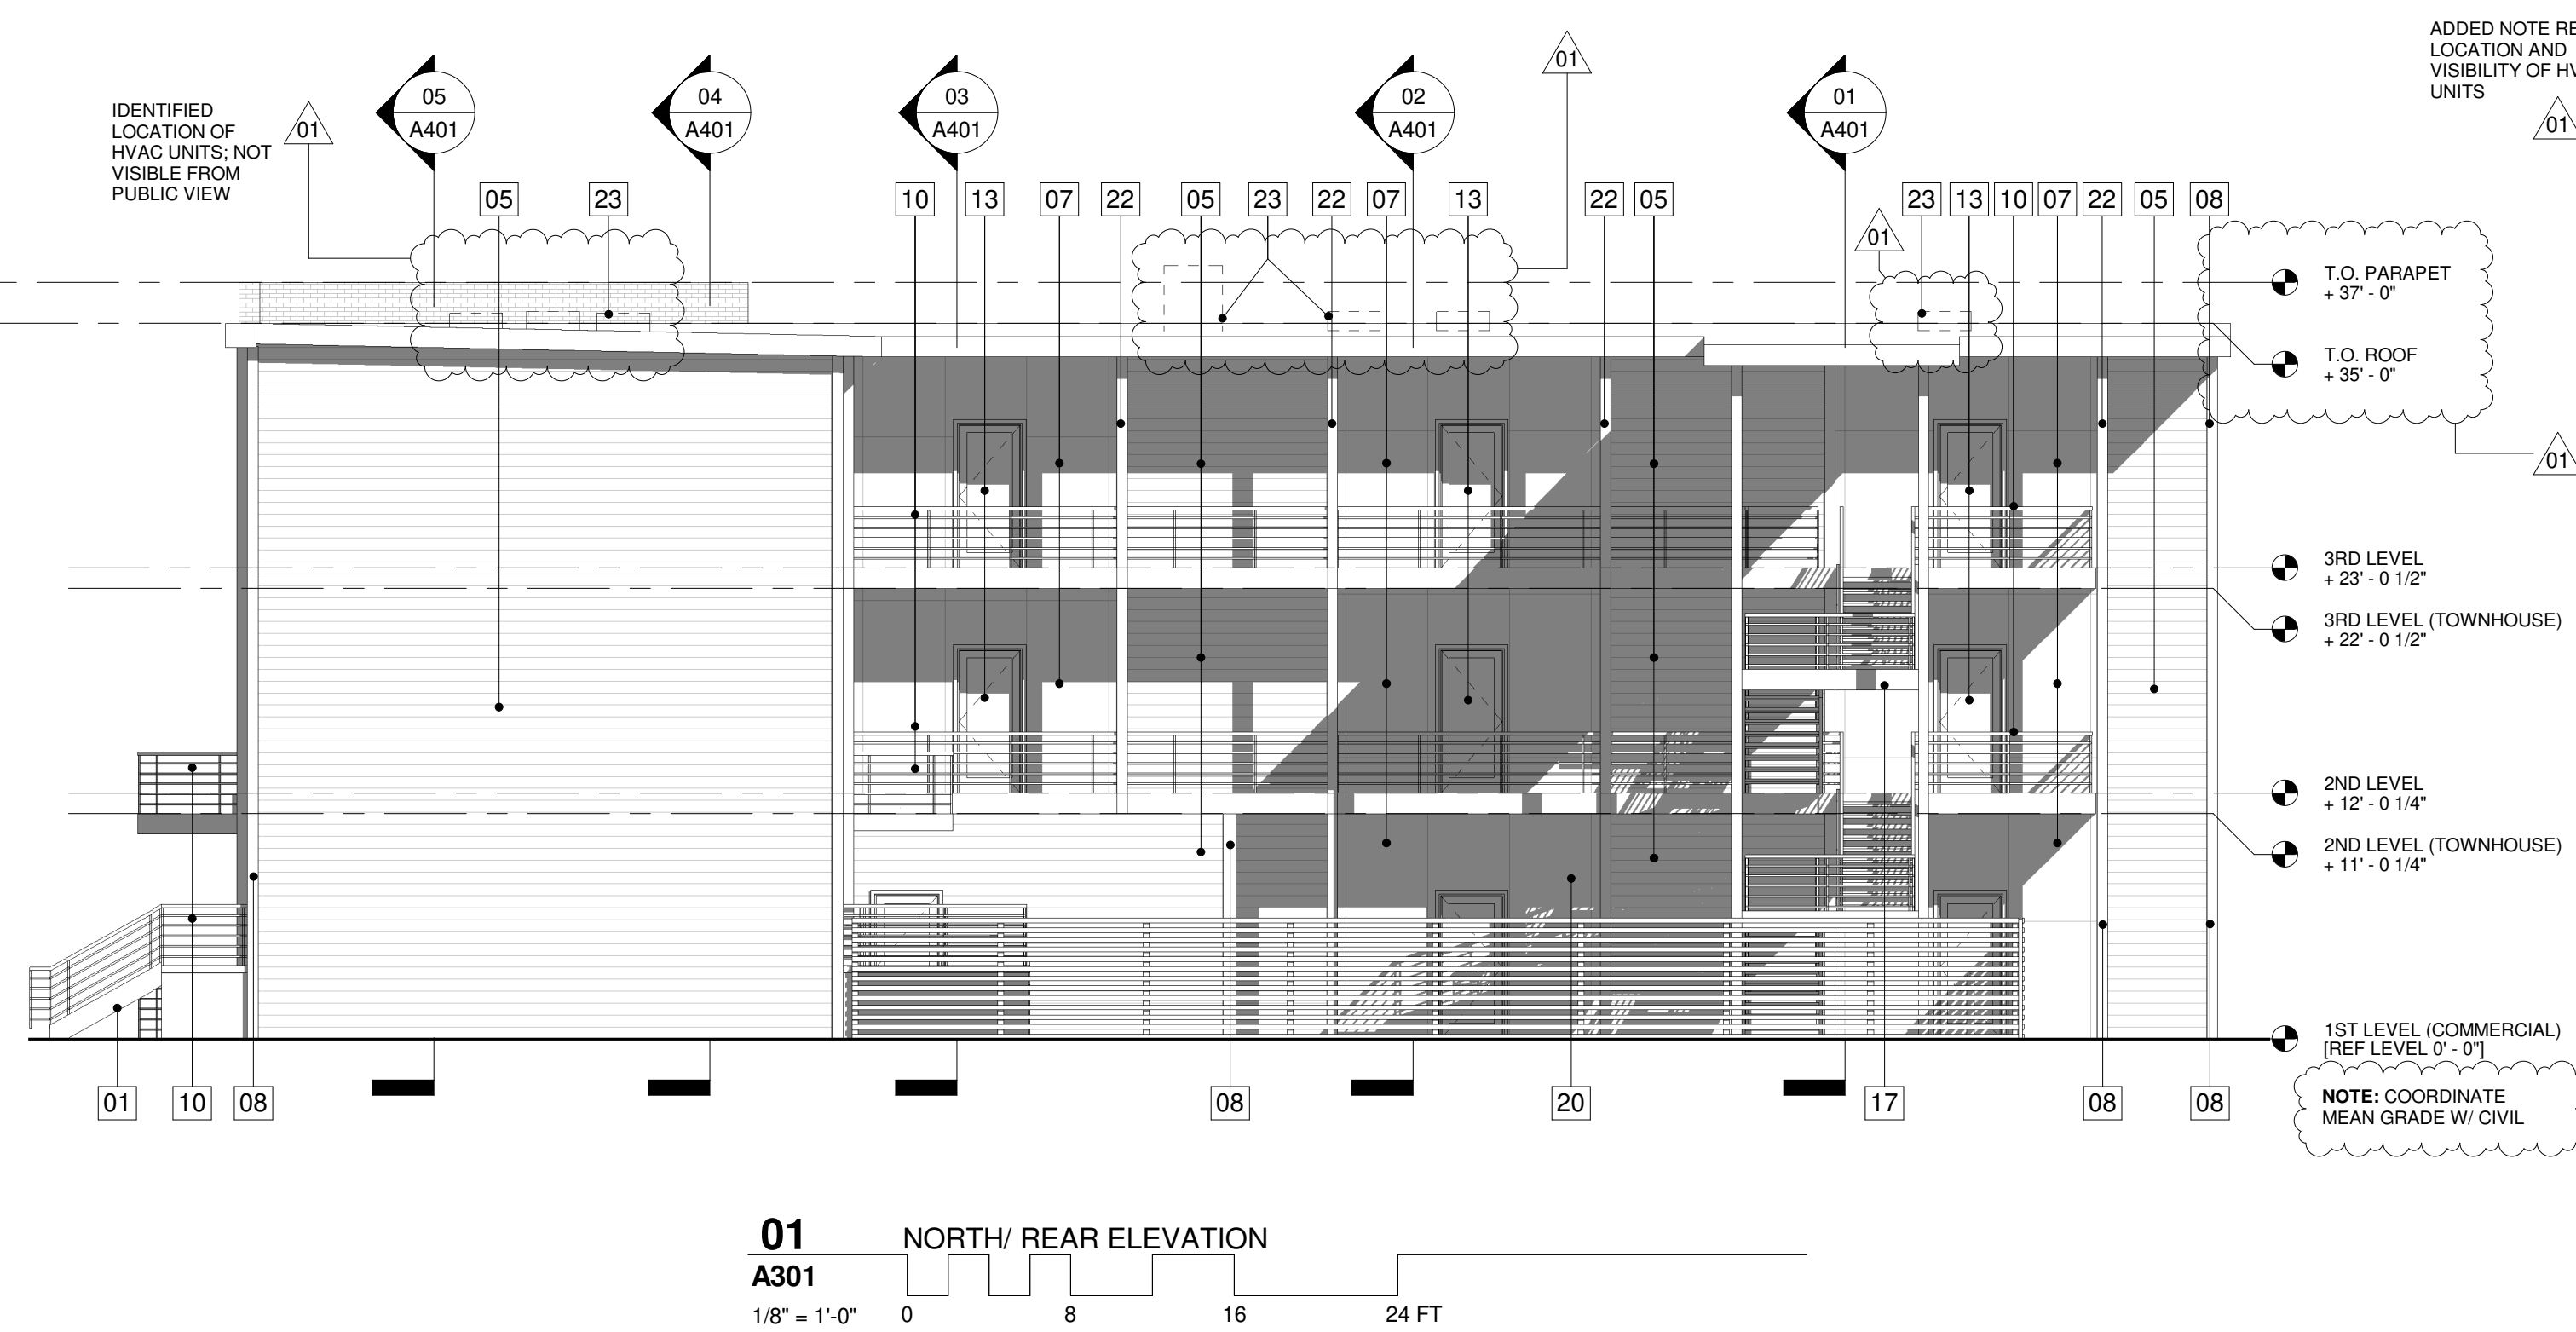 ADDED NOTE RE
LOCATION AND
VISIBILITY OF HV
UNITS
01
01
IDENTIFIED
LOCATION OF
HVAC UNITS; NOT
VISIBLE FROM
PUBLIC VIEW
01
05
A401
04
A401
03
A401
02
A401
01
A401
05
23
10
13
07
22
05
23
22
07
13
22
05
01
23
13
10
07
22
05
08
T.O. PARAPET
+ 37' - 0"
T.O. ROOF
+ 35' - 0"
01
3RD LEVEL
+ 23' - 0 1/2"
3RD LEVEL (TOWNHOUSE)
+ 22' - 0 1/2"
2ND LEVEL
+ 12' - 0 1/4"
2ND LEVEL (TOWNHOUSE)
+ 11' - 0 1/4"
1ST LEVEL (COMMERCIAL)
[REF LEVEL 0' - 0"]
NOTE: COORDINATE
MEAN GRADE W/ CIVIL
01
10
08
08
20
17
08
08
01
NORTH/ REAR ELEVATION
A301
1/8" = 1'-0"
0
8
16
24 FT